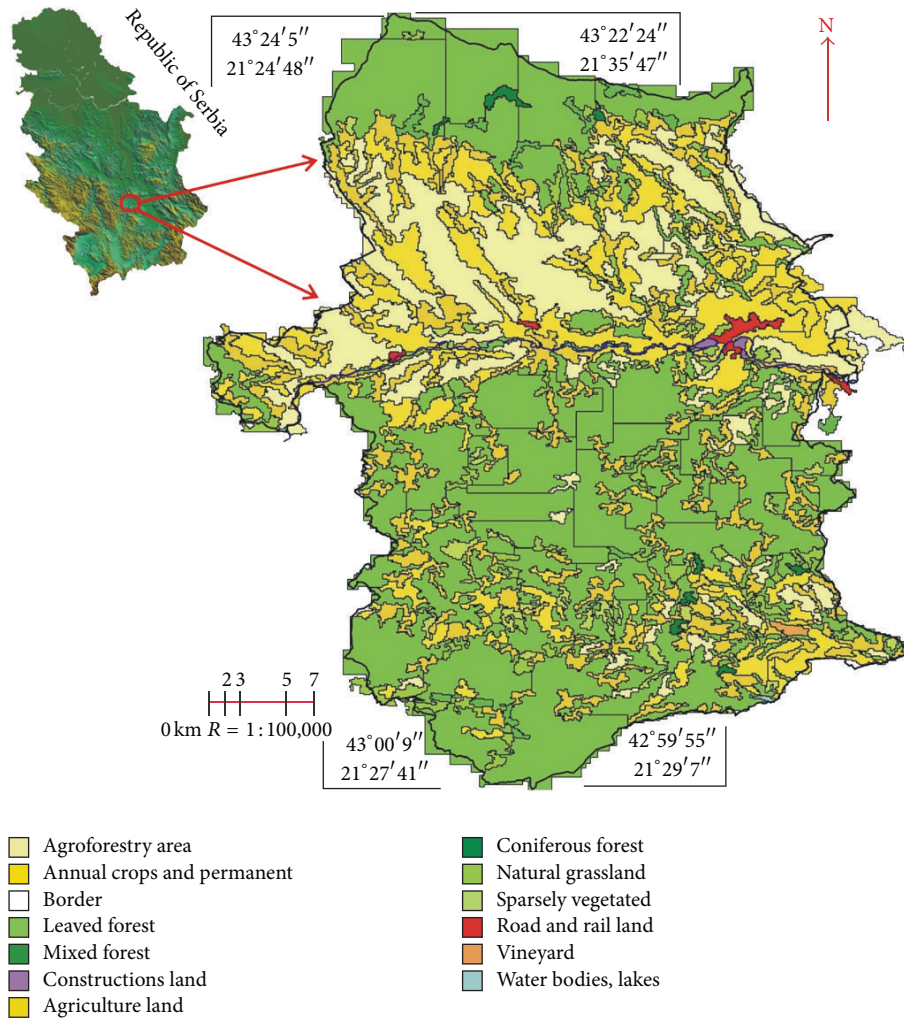 Republic of Serbia
43°24′5″
21°24′48″
43°22′24″
21°35′47″
N
2 3 5 7
0 km R = 1 : 100,000
43°00′9″
21°27′41″
42°59′55″
21°29′7″
Agroforestry area
Annual crops and permanent
Border
Leaved forest
Mixed forest
Constructions land
Agriculture land
Coniferous forest
Natural grassland
Sparsely vegetated
Road and rail land
Vineyard
Water bodies, lakes